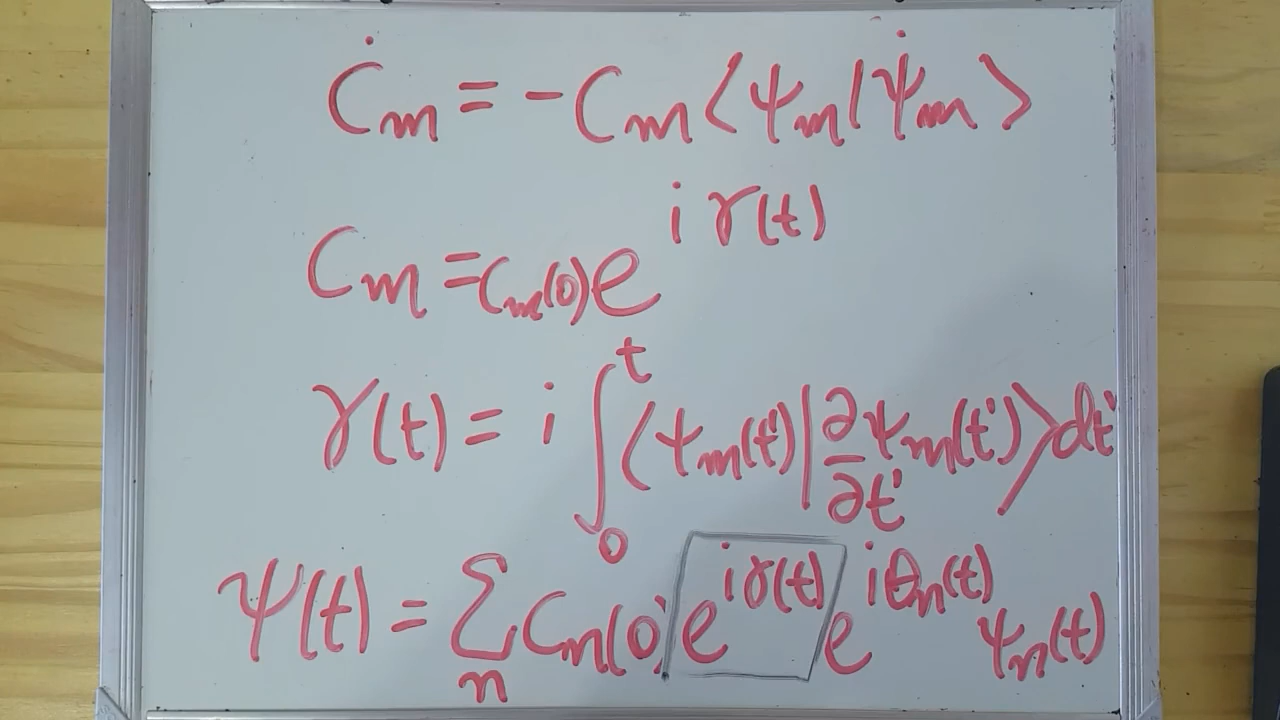 Ċₘ = − Cₘ⟨ψₘ|ψ̇ₘ⟩
Cₘ = Cₘ(0) e^{iγ(t)}
γ(t) = i ∫₀ᵗ ⟨ψₘ(t')|∂/∂t' ψₘ(t')⟩dt'
Ψ(t) = Σₙ Cₙ(0) e^{iγ(t)} e^{iθₙ(t)} ψₙ(t)